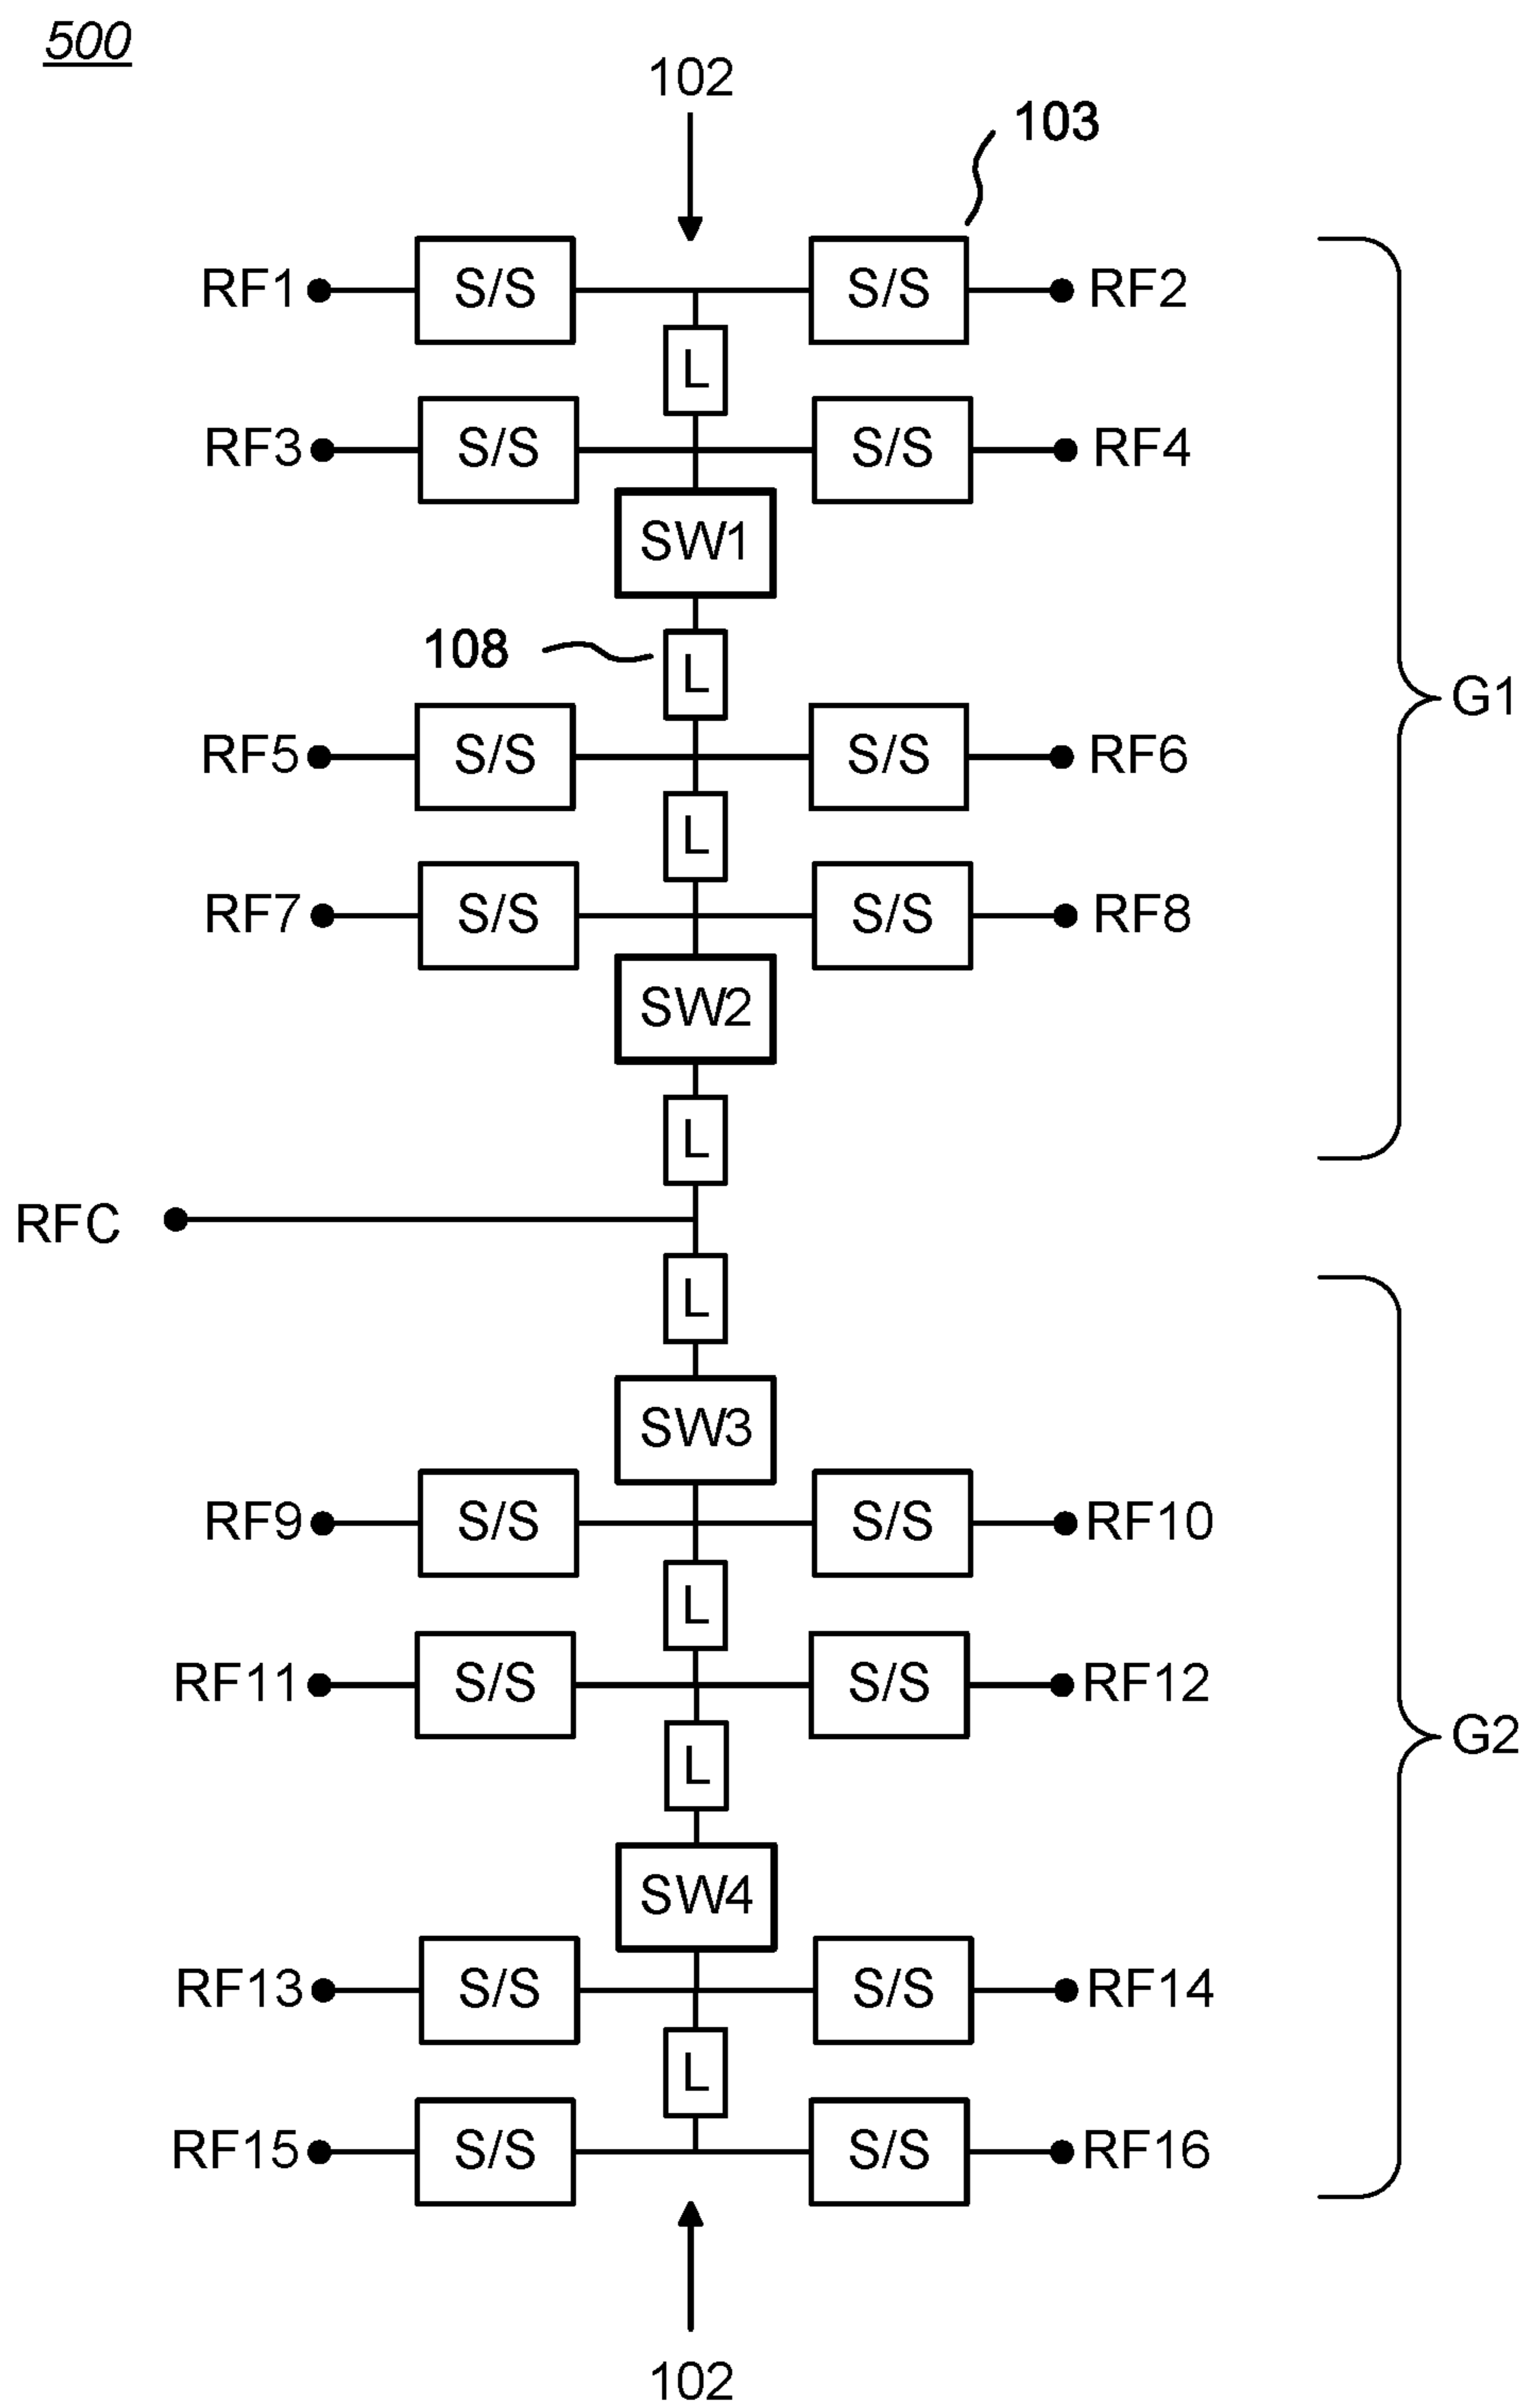 500
102
103
RF1 S/S S/S RF2
L
RF3 S/S S/S RF4
SW1
108 L
RF5 S/S S/S RF6
G1
L
RF7 S/S S/S RF8
SW2
L
RFC
L
SW3
RF9 S/S S/S RF10
L
RF11 S/S S/S RF12
G2
L
SW4
RF13 S/S S/S RF14
L
RF15 S/S S/S RF16
102